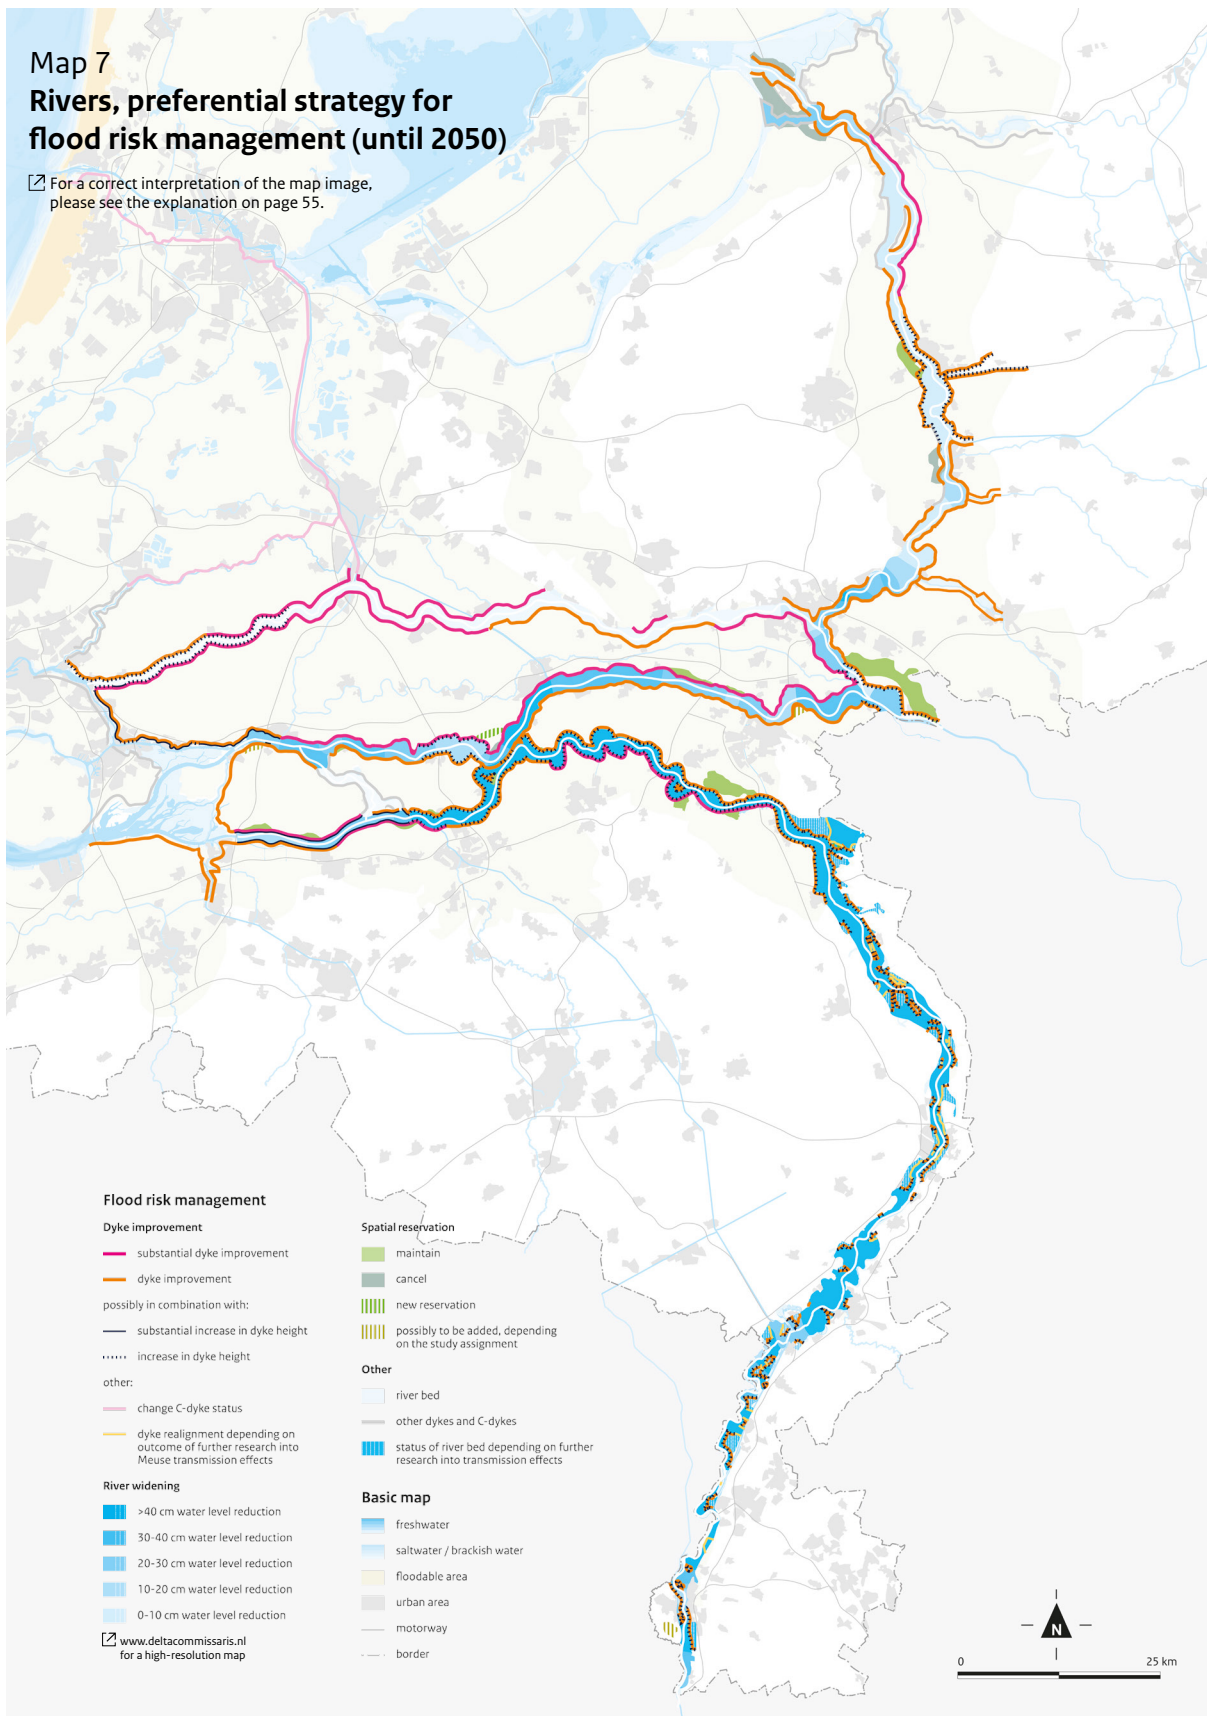 Map 7
Rivers, preferential strategy for
flood risk management (until 2050)
For a correct interpretation of the map image,
please see the explanation on page 55.
Flood risk management
Dyke improvement
substantial dyke improvement
dyke improvement
possibly in combination with:
substantial increase in dyke height
increase in dyke height
other:
change C-dyke status
dyke realignment depending on
outcome of further research into
Meuse transmission effects
River widening
>40 cm water level reduction
30-40 cm water level reduction
20-30 cm water level reduction
10-20 cm water level reduction
0-10 cm water level reduction
www.deltacommissaris.nl
for a high-resolution map
Spatial reservation
maintain
cancel
new reservation
possibly to be added, depending
on the study assignment
Other
river bed
other dykes and C-dykes
status of river bed depending on further
research into transmission effects
Basic map
freshwater
saltwater / brackish water
floodable area
urban area
motorway
border
N
0 25 km